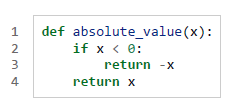 1 def absolute_value(x):
2     if x < 0:
3         return -x
4     return x